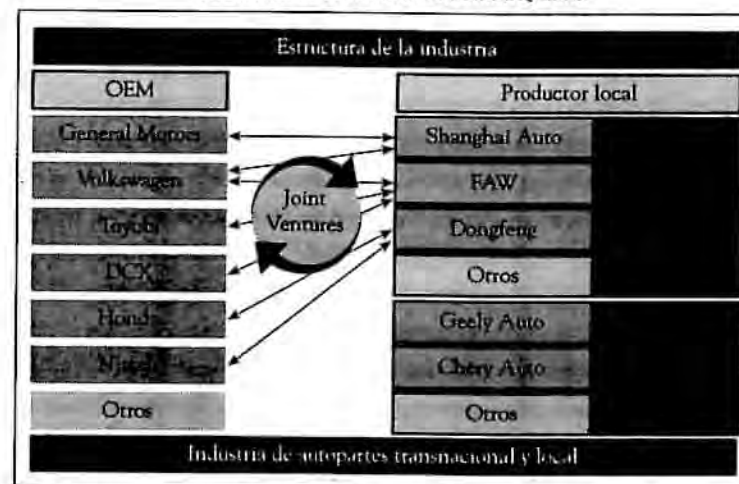 Estructura de la industria
OEM
Productor local
General Motors
Shanghai Auto
Volkswagen
FAW
Joint
Ventures
Toyota
Dongfeng
DCX
Otros
Honda
Geely Auto
Nissan
Chery Auto
Otros
Otros
Industria de autopartes transnacional y local